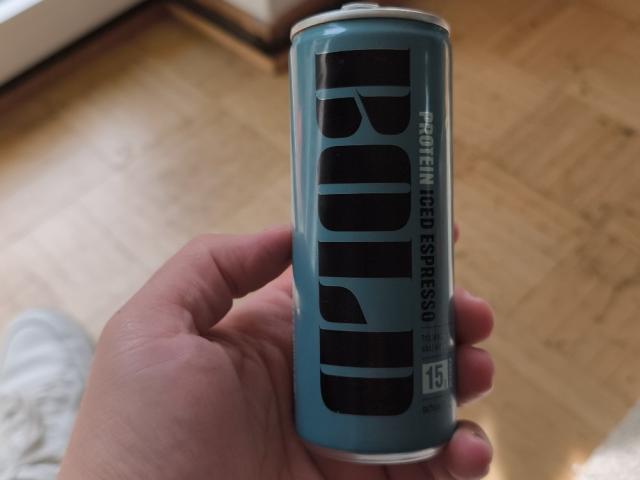 BOLD
PROTEIN ICED ESPRESSO
15